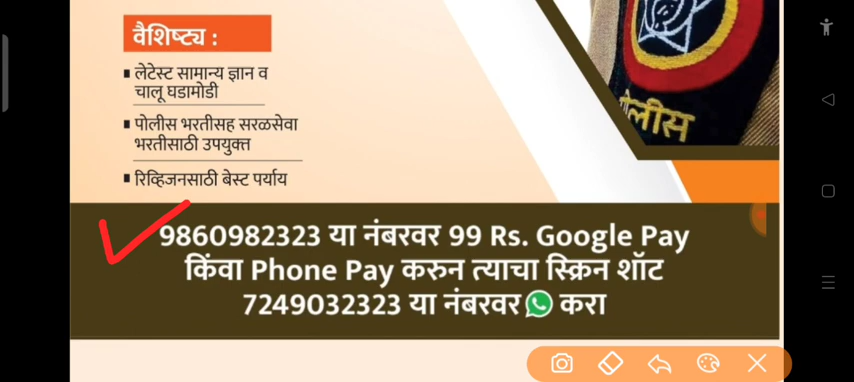 वैशिष्ट्य :
▪ लेटेस्ट सामान्य ज्ञान व
चालू घडामोडी
▪ पोलीस भरतीसह सरळसेवा
भरतीसाठी उपयुक्त
▪ रिव्हिजनसाठी बेस्ट पर्याय
पोलीस
9860982323 या नंबरवर 99 Rs. Google Pay
किंवा Phone Pay करुन त्याचा स्क्रिन शॉट
7249032323 या नंबरवर करा